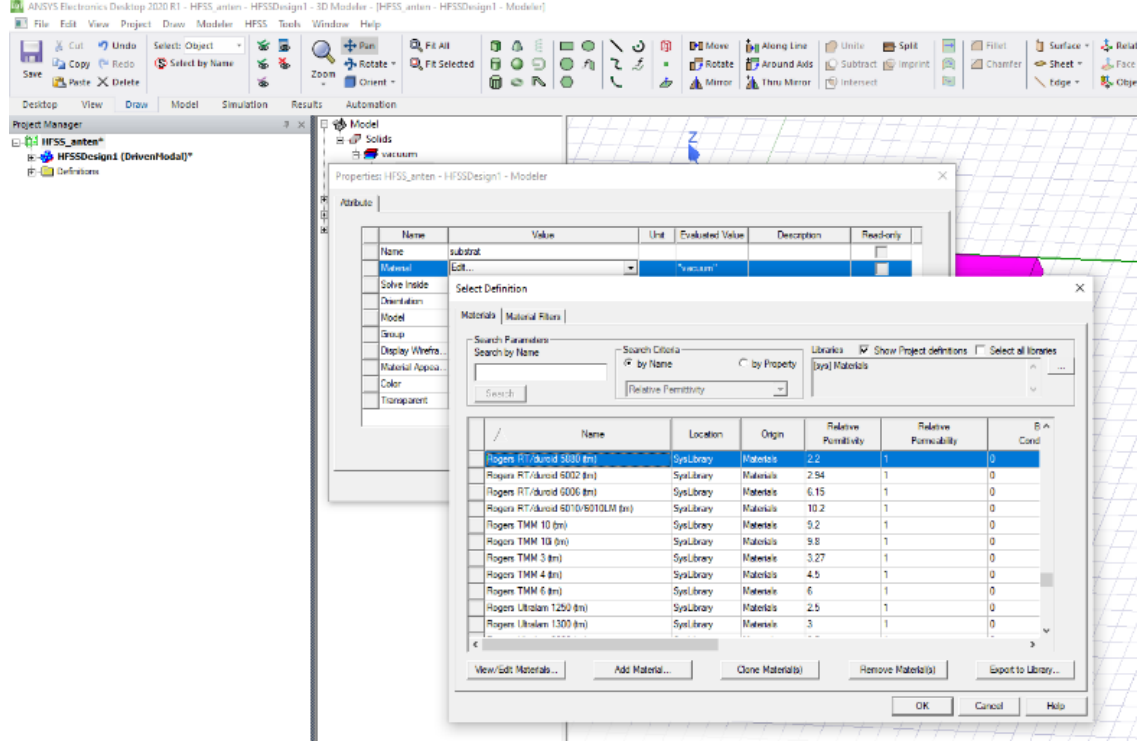 ANSYS Electronics Desktop 2020 R1 - HFSS_anten - HFSSDesign1 - 3D Modeler - [HFSS_anten - HFSSDesign1 - Modeler]
File Edit View Project Draw Modeler HFSS Tools Window Help
Save
Cut Undo Select: Object
Copy Redo Select by Name
Paste Delete
Zoom
Pan Fit All
Rotate Fit Selected
Orient
Move Along Line Unite Split Fillet Surface
Rotate Around Axis Subtract Imprint Chamfer Sheet Face
Mirror Thru Mirror Intersect Edge
Desktop View Draw Model Simulation Results Automation
Project Manager
HFSS_anten*
HFSSDesign1 (DrivenModal)*
Definitions
Model
Solids
vacuum
Z
Properties: HFSS_anten - HFSSDesign1 - Modeler
Attribute
Name Value Unit Evaluated Value Description Read-only
Name substrat
Material Edit... "vacuum"
Solve Inside
Orientation
Model
Group
Display Wirefra...
Material Appea...
Color
Transparent
Select Definition
Materials Material Filters
Search Parameters
Search by Name
Search
Search Criteria
by Name by Property
Relative Permittivity
Libraries Show Project definitions Select all libraries
[sys] Materials
...
/ Name Location Origin Relative Permittivity Relative Permeability B Cond
Rogers RT/duroid 5880 (tm) SysLibrary Materials 2.2 1 0
Rogers RT/duroid 6002 (tm) SysLibrary Materials 2.94 1 0
Rogers RT/duroid 6006 (tm) SysLibrary Materials 6.15 1 0
Rogers RT/duroid 6010/6010LM (tm) SysLibrary Materials 10.2 1 0
Rogers TMM 10 (tm) SysLibrary Materials 9.2 1 0
Rogers TMM 10i (tm) SysLibrary Materials 9.8 1 0
Rogers TMM 3 (tm) SysLibrary Materials 3.27 1 0
Rogers TMM 4 (tm) SysLibrary Materials 4.5 1 0
Rogers TMM 6 (tm) SysLibrary Materials 6 1 0
Rogers Ultralam 1250 (tm) SysLibrary Materials 2.5 1 0
Rogers Ultralam 1300 (tm) SysLibrary Materials 3 1 0
View/Edit Materials... Add Material... Clone Material(s) Remove Material(s) Export to Library...
OK Cancel Help